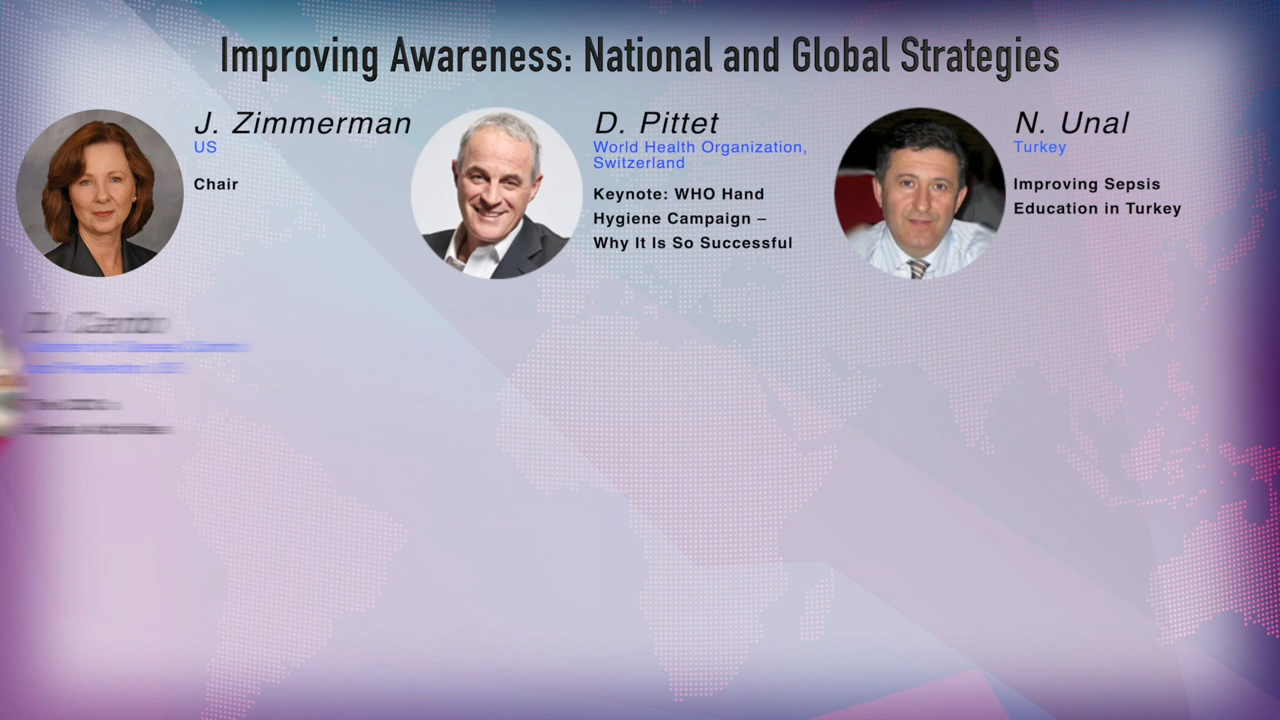 Improving Awareness: National and Global Strategies
J. Zimmerman
US
Chair
D. Pittet
World Health Organization,
Switzerland
Keynote: WHO Hand
Hygiene Campaign –
Why It Is So Successful
N. Unal
Turkey
Improving Sepsis
Education in Turkey